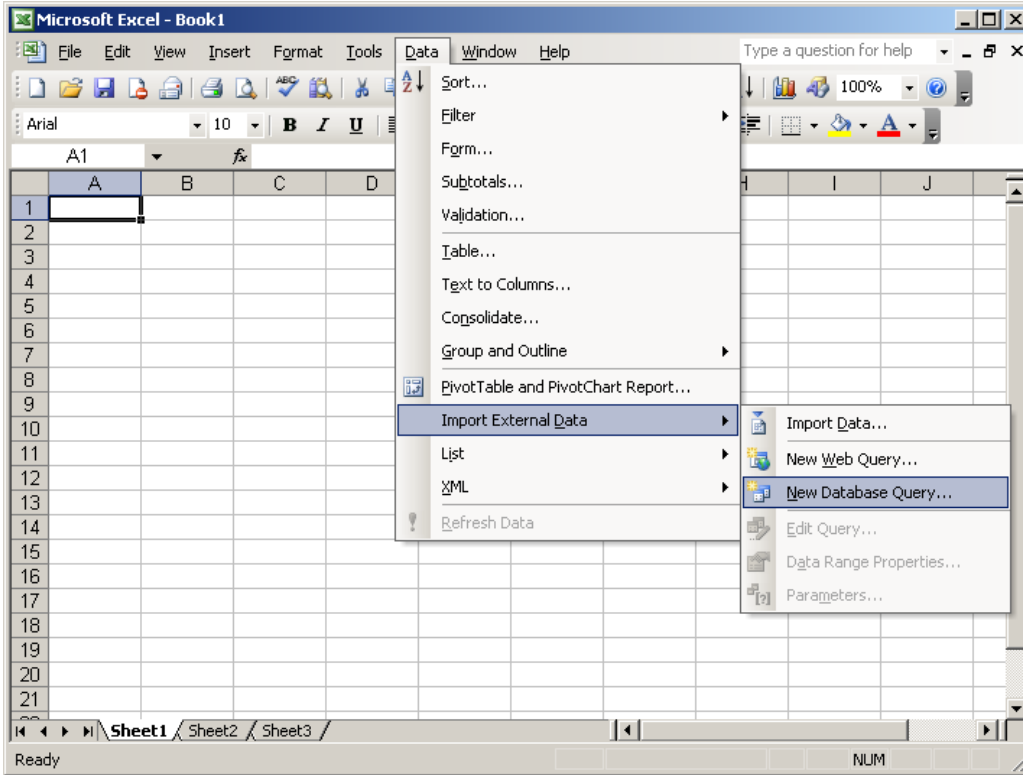 Microsoft Excel - Book1
File Edit View Insert Format Tools Data Window Help Type a question for help
ABC 100%
Arial 10 B I U A
A1 fx
A B C D H I J
1
2
3
4
5
6
7
8
9
10
11
12
13
14
15
16
17
18
19
20
21
A Z Sort...
Filter
Form...
Subtotals...
Validation...
Table...
Text to Columns...
Consolidate...
Group and Outline
PivotTable and PivotChart Report...
Import External Data
List
XML
Refresh Data
Import Data...
New Web Query...
New Database Query...
Edit Query...
Data Range Properties...
Parameters...
Sheet1 Sheet2 Sheet3
Ready NUM